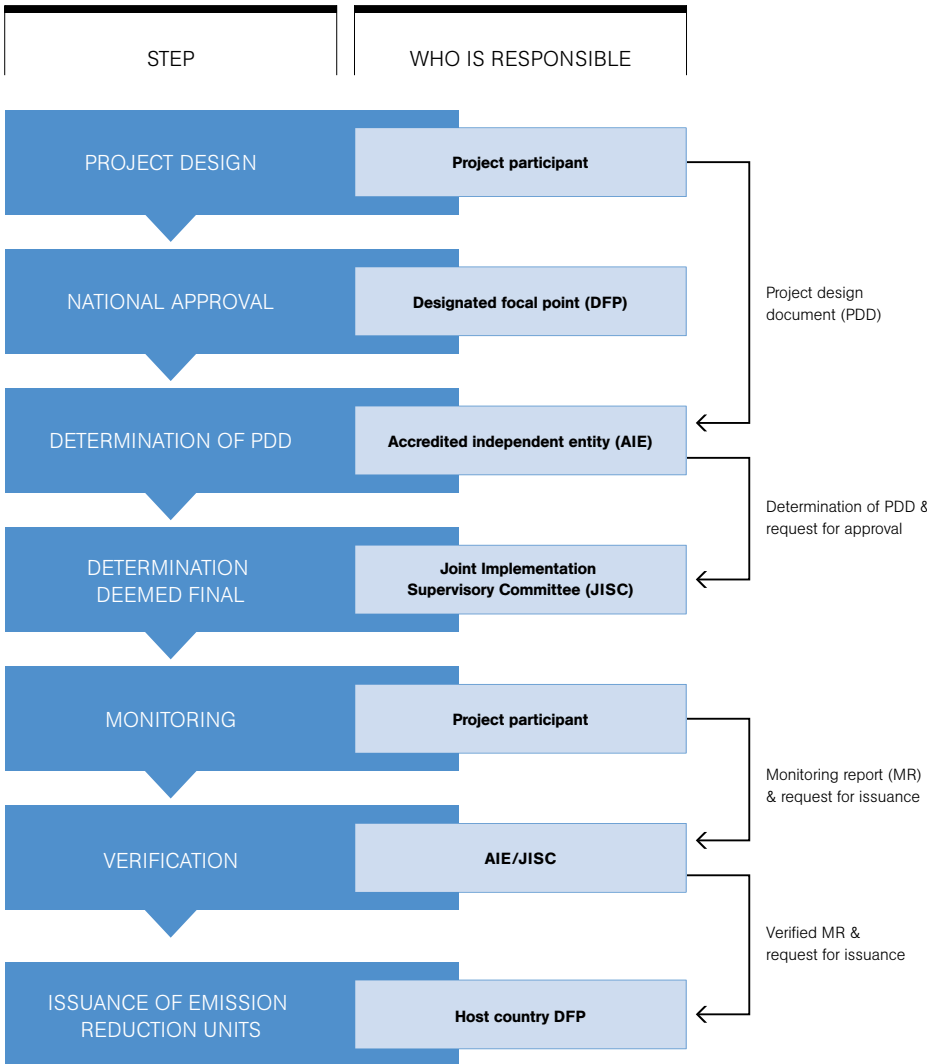 STEP
WHO IS RESPONSIBLE
PROJECT DESIGN
Project participant
NATIONAL APPROVAL
Designated focal point (DFP)
Project design
document (PDD)
DETERMINATION OF PDD
Accredited independent entity (AIE)
Determination of PDD &
request for approval
DETERMINATION
DEEMED FINAL
Joint Implementation
Supervisory Committee (JISC)
MONITORING
Project participant
Monitoring report (MR)
& request for issuance
VERIFICATION
AIE/JISC
Verified MR &
request for issuance
ISSUANCE OF EMISSION
REDUCTION UNITS
Host country DFP